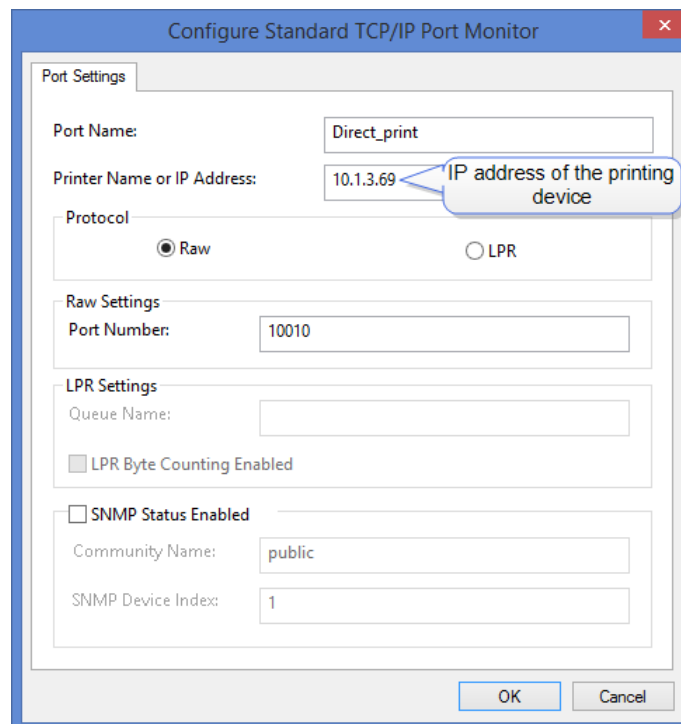 Configure Standard TCP/IP Port Monitor
Port Settings
Port Name: Direct_print
Printer Name or IP Address: 10.1.3.69
IP address of the printing
device
Protocol
Raw LPR
Raw Settings
Port Number: 10010
LPR Settings
Queue Name:
LPR Byte Counting Enabled
SNMP Status Enabled
Community Name: public
SNMP Device Index: 1
OK Cancel